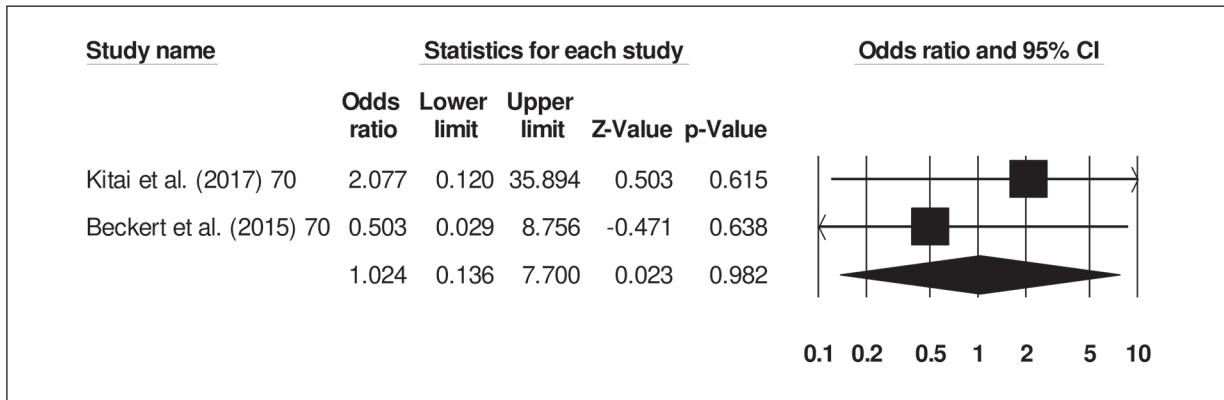 Study name Statistics for each study Odds ratio and 95% CI
Odds Lower Upper
ratio limit limit Z-Value p-Value
Kitai et al. (2017) 70 2.077 0.120 35.894 0.503 0.615
Beckert et al. (2015) 70 0.503 0.029 8.756 -0.471 0.638
1.024 0.136 7.700 0.023 0.982
0.1 0.2 0.5 1 2 5 10